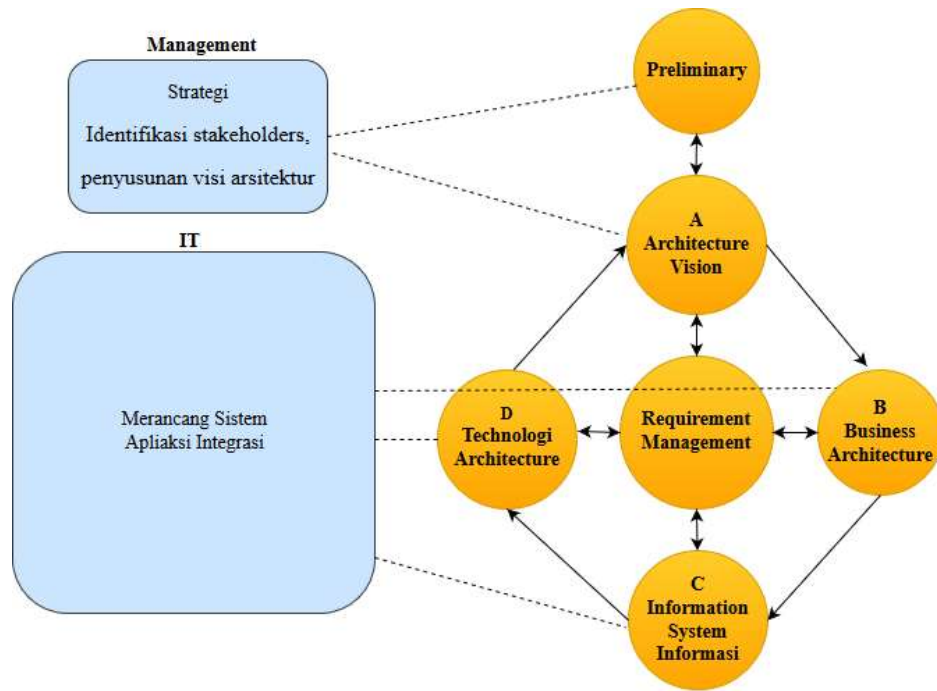 Management
Strategi
Identifikasi stakeholders,
penyusunan visi arsitektur
IT
Merancang Sistem
Apliaksi Integrasi
Preliminary
A
Architecture
Vision
D
Technologi
Architecture
Requirement
Management
B
Business
Architecture
C
Information
System
Informasi